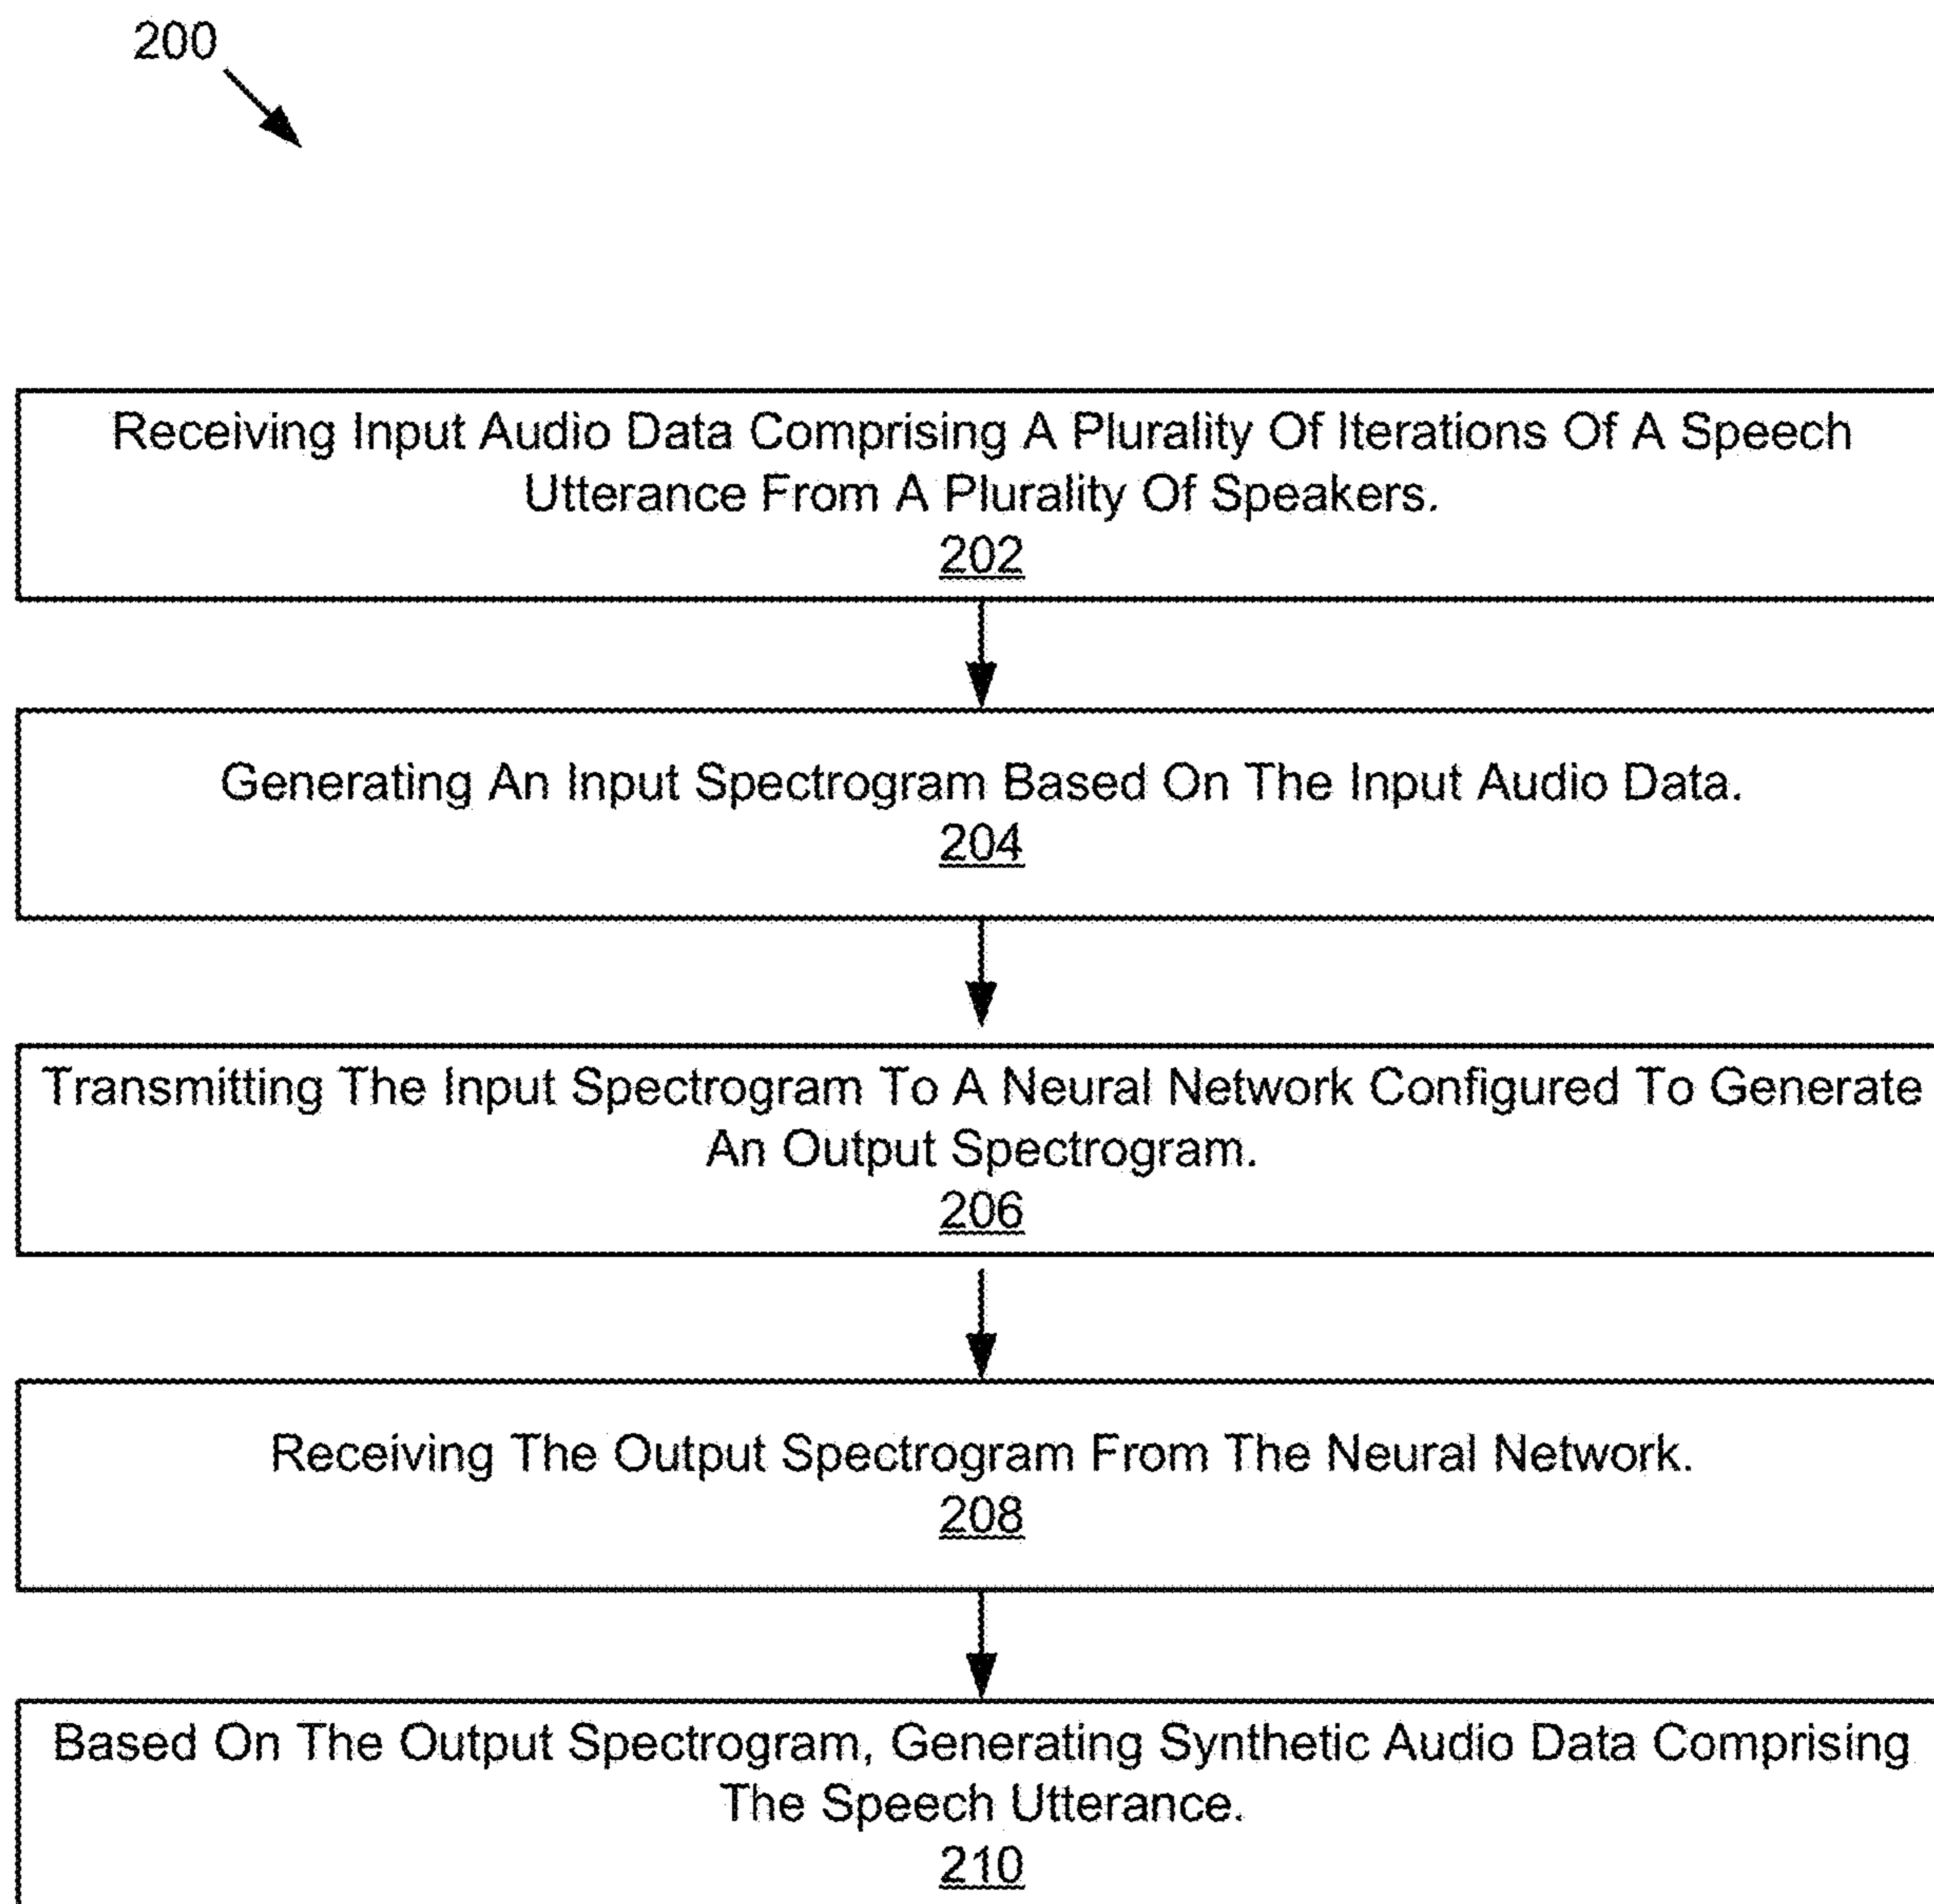 200
Receiving Input Audio Data Comprising A Plurality Of Iterations Of A Speech
Utterance From A Plurality Of Speakers.
202
Generating An Input Spectrogram Based On The Input Audio Data.
204
Transmitting The Input Spectrogram To A Neural Network Configured To Generate
An Output Spectrogram.
206
Receiving The Output Spectrogram From The Neural Network.
208
Based On The Output Spectrogram, Generating Synthetic Audio Data Comprising
The Speech Utterance.
210